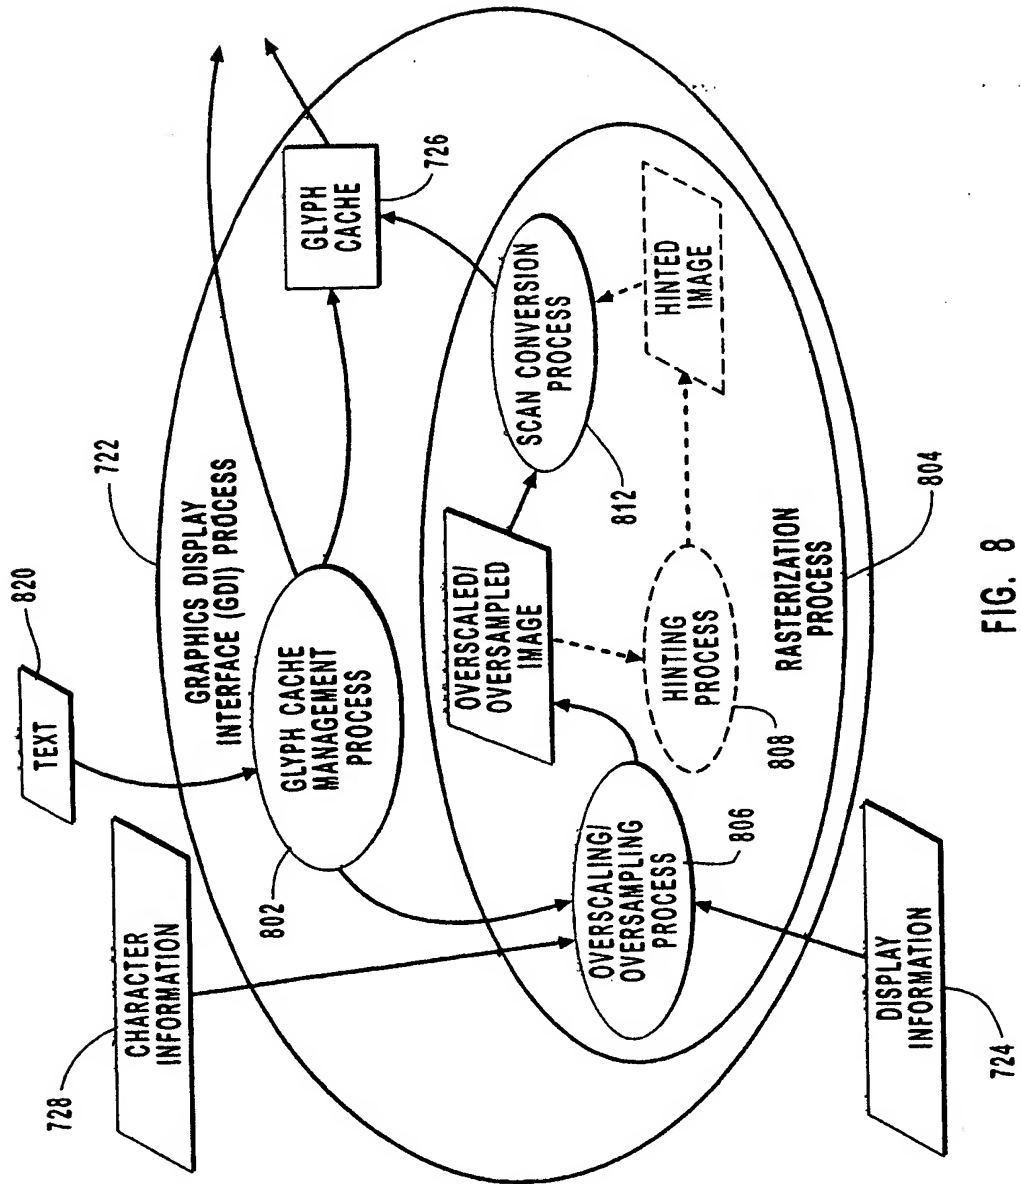 820
TEXT
722
GRAPHICS DISPLAY
INTERFACE (GDI) PROCESS
728
CHARACTER
INFORMATION
802
GLYPH CACHE
MANAGEMENT
PROCESS
GLYPH
CACHE
726
OVERSCALED/
OVERSAMPLED
IMAGE
SCAN CONVERSION
PROCESS
812
OVERSCALING/
OVERSAMPLING
PROCESS
806
HINTING
PROCESS
808
HINTED
IMAGE
RASTERIZATION
PROCESS
804
DISPLAY
INFORMATION
724
FIG. 8